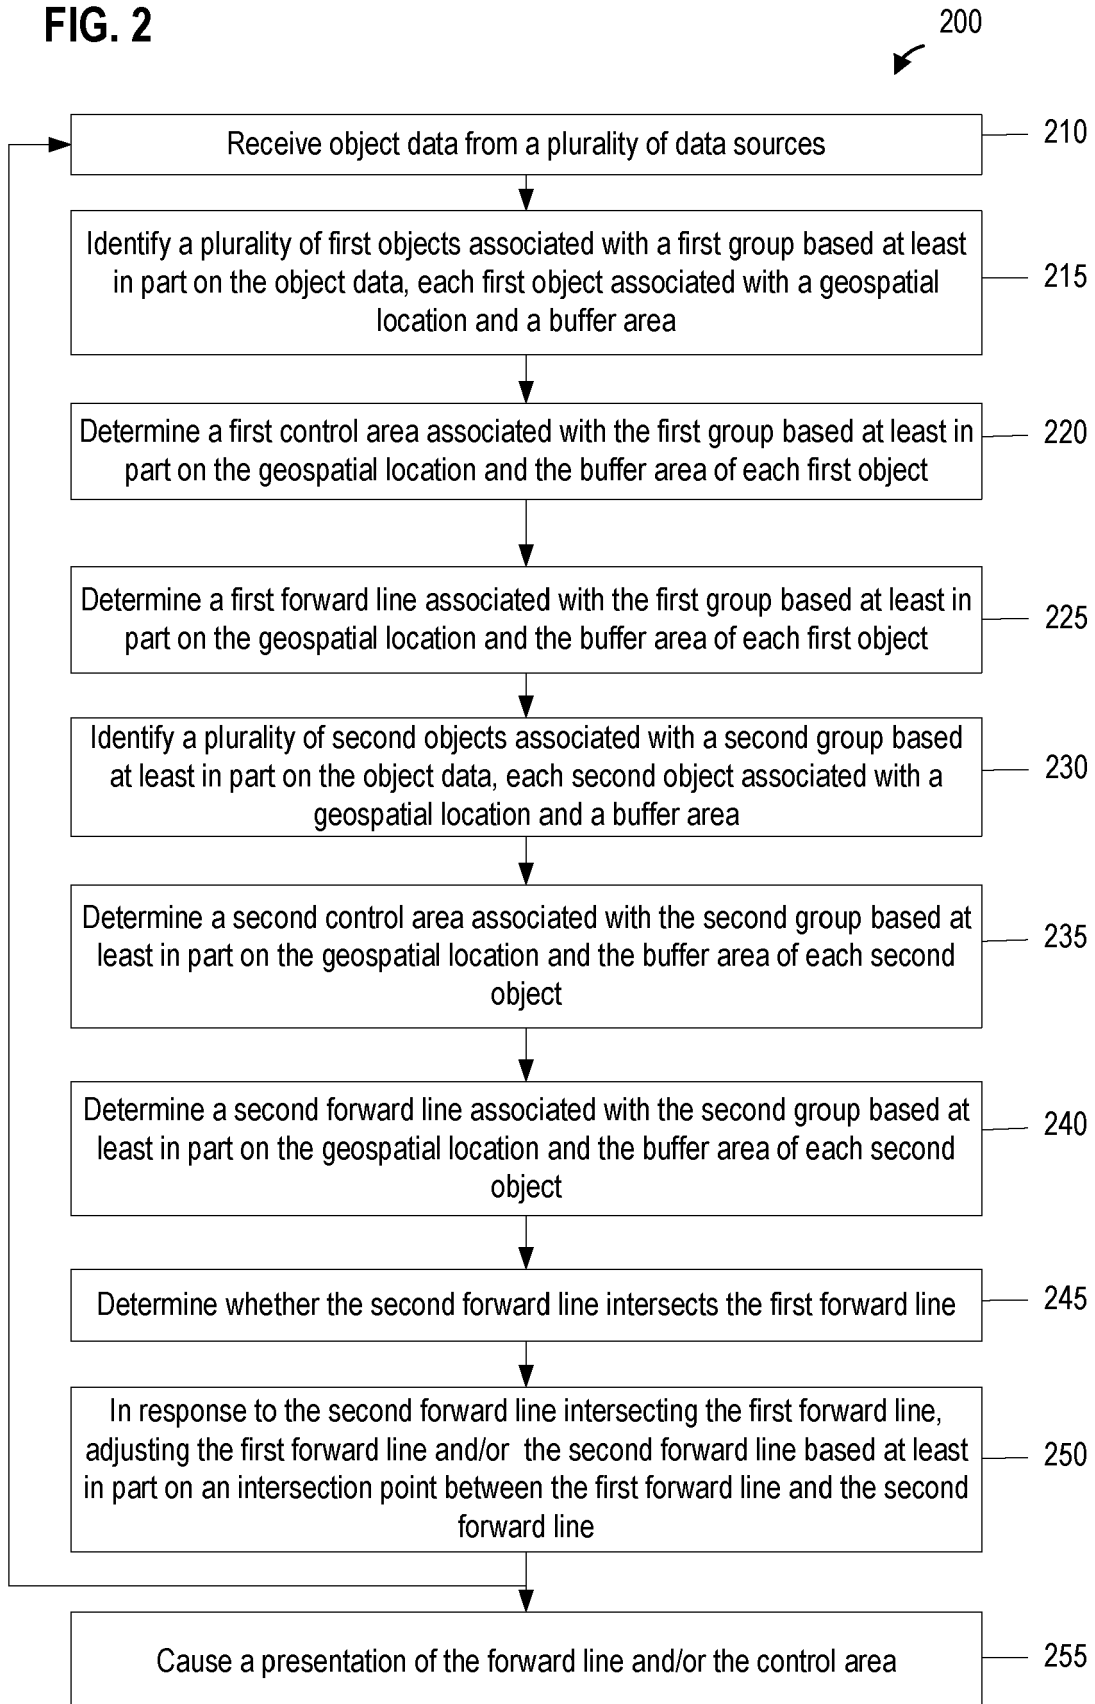 FIG. 2
200
Receive object data from a plurality of data sources
210
Identify a plurality of first objects associated with a first group based at least
in part on the object data, each first object associated with a geospatial
location and a buffer area
215
Determine a first control area associated with the first group based at least in
part on the geospatial location and the buffer area of each first object
220
Determine a first forward line associated with the first group based at least in
part on the geospatial location and the buffer area of each first object
225
Identify a plurality of second objects associated with a second group based
at least in part on the object data, each second object associated with a
geospatial location and a buffer area
230
Determine a second control area associated with the second group based at
least in part on the geospatial location and the buffer area of each second
object
235
Determine a second forward line associated with the second group based at
least in part on the geospatial location and the buffer area of each second
object
240
Determine whether the second forward line intersects the first forward line
245
In response to the second forward line intersecting the first forward line,
adjusting the first forward line and/or the second forward line based at least
in part on an intersection point between the first forward line and the second
forward line
250
Cause a presentation of the forward line and/or the control area
255